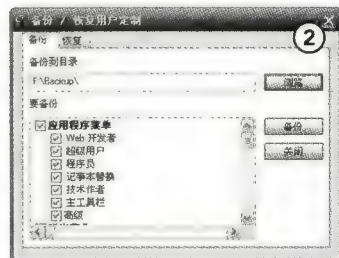 备份 / 恢复用户定制
2
备份 恢复
备份到目录
F:\Backup\
浏览
要备份
应用程序菜单
Web 开发者
超级用户
程序员
记事本替换
技术作者
主工具栏
高级
备份
关闭